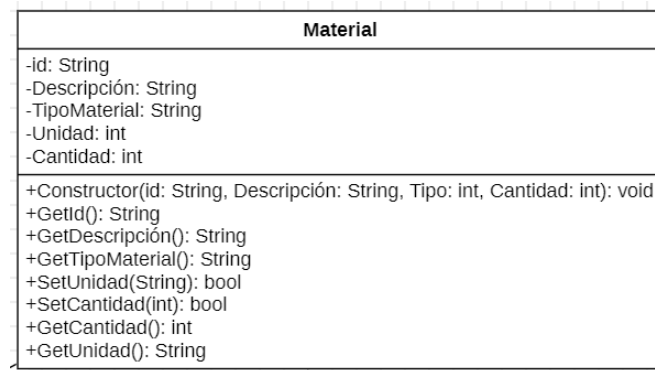 Material
-id: String
-Descripción: String
-TipoMaterial: String
-Unidad: int
-Cantidad: int
+Constructor(id: String, Descripción: String, Tipo: int, Cantidad: int): void
+GetId(): String
+GetDescripción(): String
+GetTipoMaterial(): String
+SetUnidad(String): bool
+SetCantidad(int): bool
+GetCantidad(): int
+GetUnidad(): String